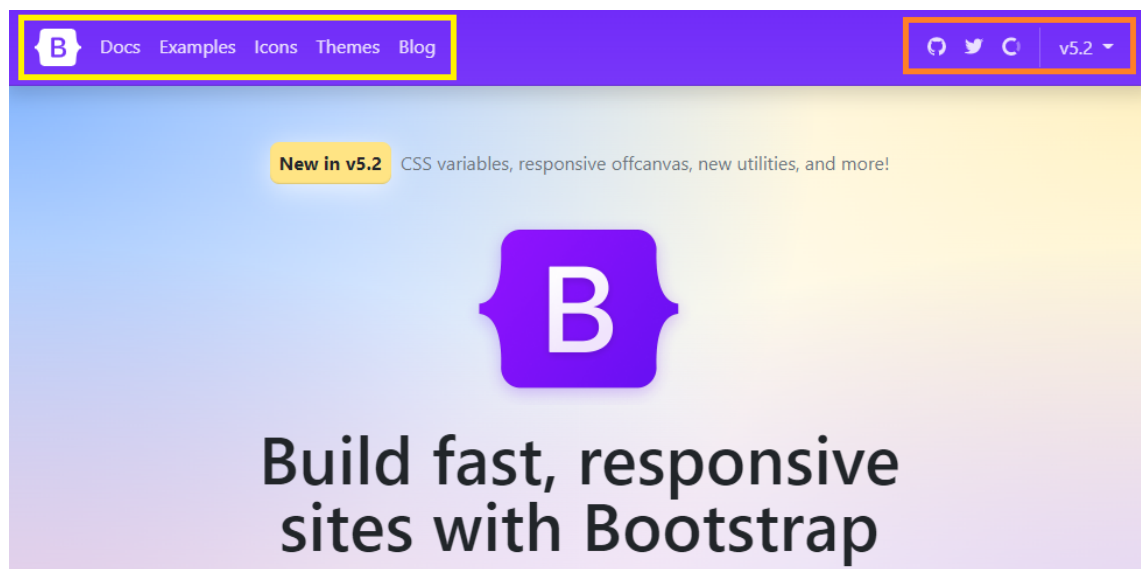 B Docs Examples Icons Themes Blog v5.2
New in v5.2 CSS variables, responsive offcanvas, new utilities, and more!
B
Build fast, responsive
sites with Bootstrap